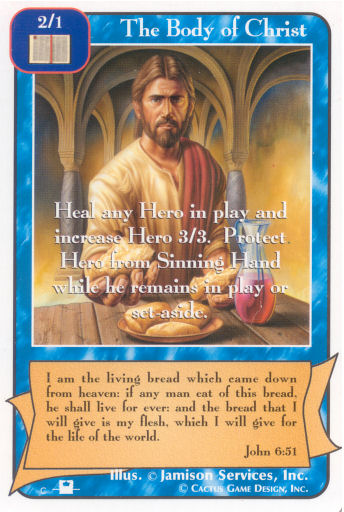 2/1
The Body of Christ
Heal any Hero in play and
increase Hero 3/3. Protect
Hero from Sinning Hand
while he remains in play or
set-aside.
I am the living bread which came down
from heaven: if any man eat of this bread,
he shall live for ever: and the bread that I
will give is my flesh, which I will give for
the life of the world.
John 6:51
C
Illus. © Jamison Services, Inc.
© Cactus Game Design, Inc.